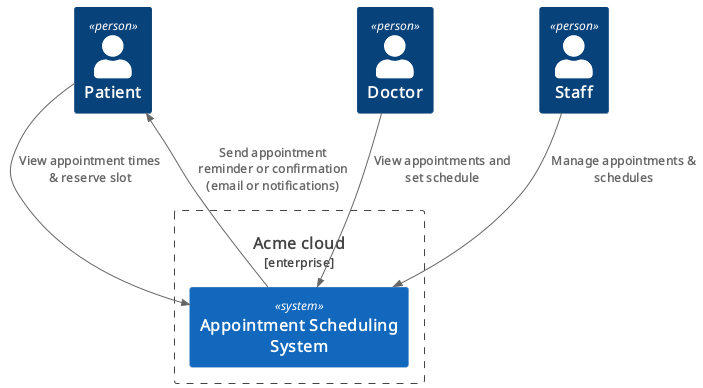 «person»
Patient
«person»
Doctor
«person»
Staff
View appointment times
& reserve slot
Send appointment
reminder or confirmation
(email or notifications)
View appointments and
set schedule
Manage appointments &
schedules
Acme cloud
[enterprise]
«system»
Appointment Scheduling
System